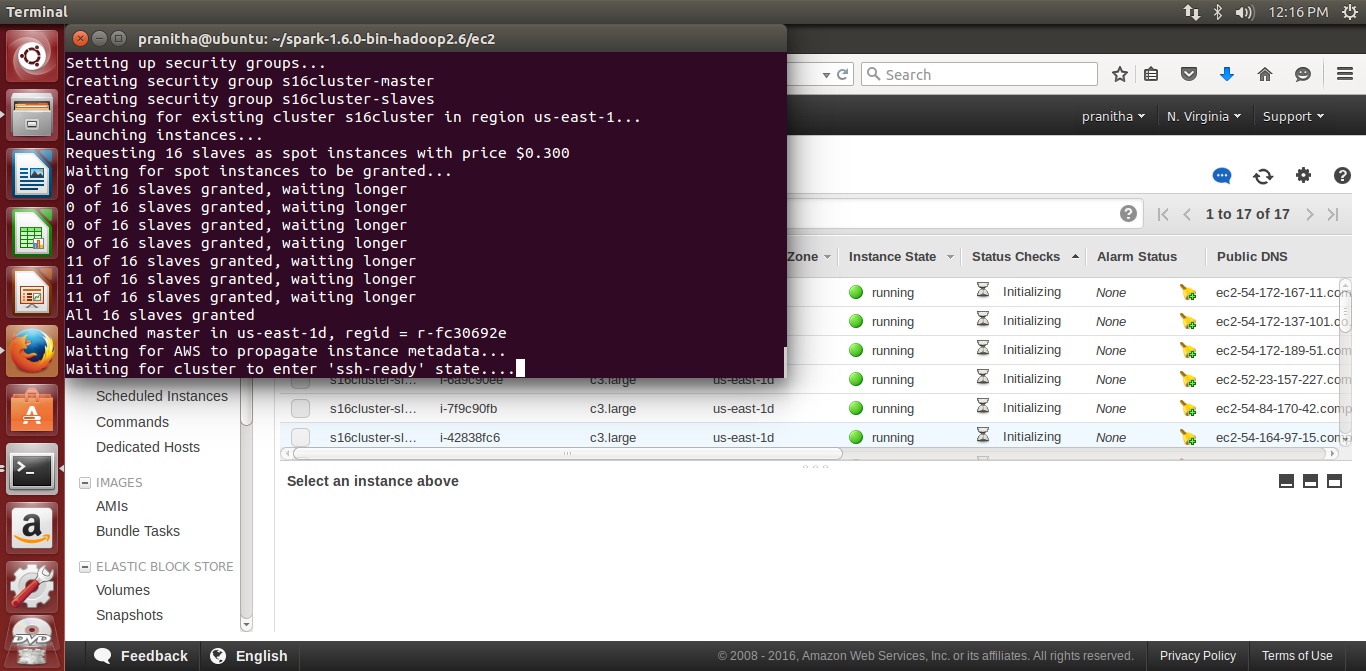 Terminal
12:16 PM
pranitha@ubuntu: ~/spark-1.6.0-bin-hadoop2.6/ec2
Setting up security groups...
Creating security group s16cluster-master
Creating security group s16cluster-slaves
Searching for existing cluster s16cluster in region us-east-1...
Launching instances...
Requesting 16 slaves as spot instances with price $0.300
Waiting for spot instances to be granted...
0 of 16 slaves granted, waiting longer
0 of 16 slaves granted, waiting longer
0 of 16 slaves granted, waiting longer
0 of 16 slaves granted, waiting longer
11 of 16 slaves granted, waiting longer
11 of 16 slaves granted, waiting longer
11 of 16 slaves granted, waiting longer
All 16 slaves granted
Launched master in us-east-1d, regid = r-fc30692e
Waiting for AWS to propagate instance metadata...
Waiting for cluster to enter 'ssh-ready' state....
Search
pranitha N. Virginia Support
1 to 17 of 17
Zone Instance State Status Checks Alarm Status Public DNS
running Initializing None ec2-54-172-167-11.com
running Initializing None ec2-54-172-137-101.co
running Initializing None ec2-54-172-189-51.com
s16cluster-sl... i-6a9c90ee c3.large us-east-1d running Initializing None ec2-52-23-157-227.com
s16cluster-sl... i-7f9c90fb c3.large us-east-1d running Initializing None ec2-54-84-170-42.comp
s16cluster-sl... i-42838fc6 c3.large us-east-1d running Initializing None ec2-54-164-97-15.com
Scheduled Instances
Commands
Dedicated Hosts
IMAGES
AMIs
Bundle Tasks
ELASTIC BLOCK STORE
Volumes
Snapshots
Select an instance above
DVD
Feedback English © 2008 - 2016, Amazon Web Services, Inc. or its affiliates. All rights reserved. Privacy Policy Terms of Use